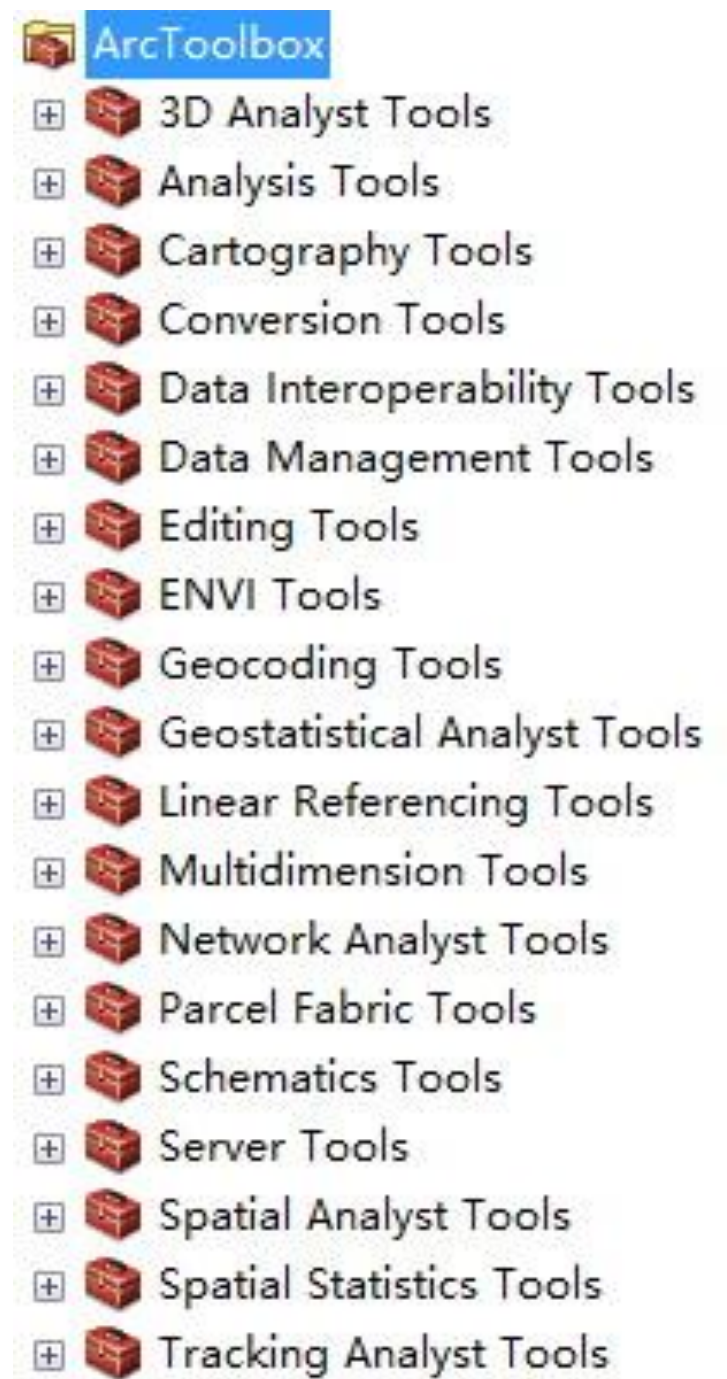 ArcToolbox
3D Analyst Tools
Analysis Tools
Cartography Tools
Conversion Tools
Data Interoperability Tools
Data Management Tools
Editing Tools
ENVI Tools
Geocoding Tools
Geostatistical Analyst Tools
Linear Referencing Tools
Multidimension Tools
Network Analyst Tools
Parcel Fabric Tools
Schematics Tools
Server Tools
Spatial Analyst Tools
Spatial Statistics Tools
Tracking Analyst Tools